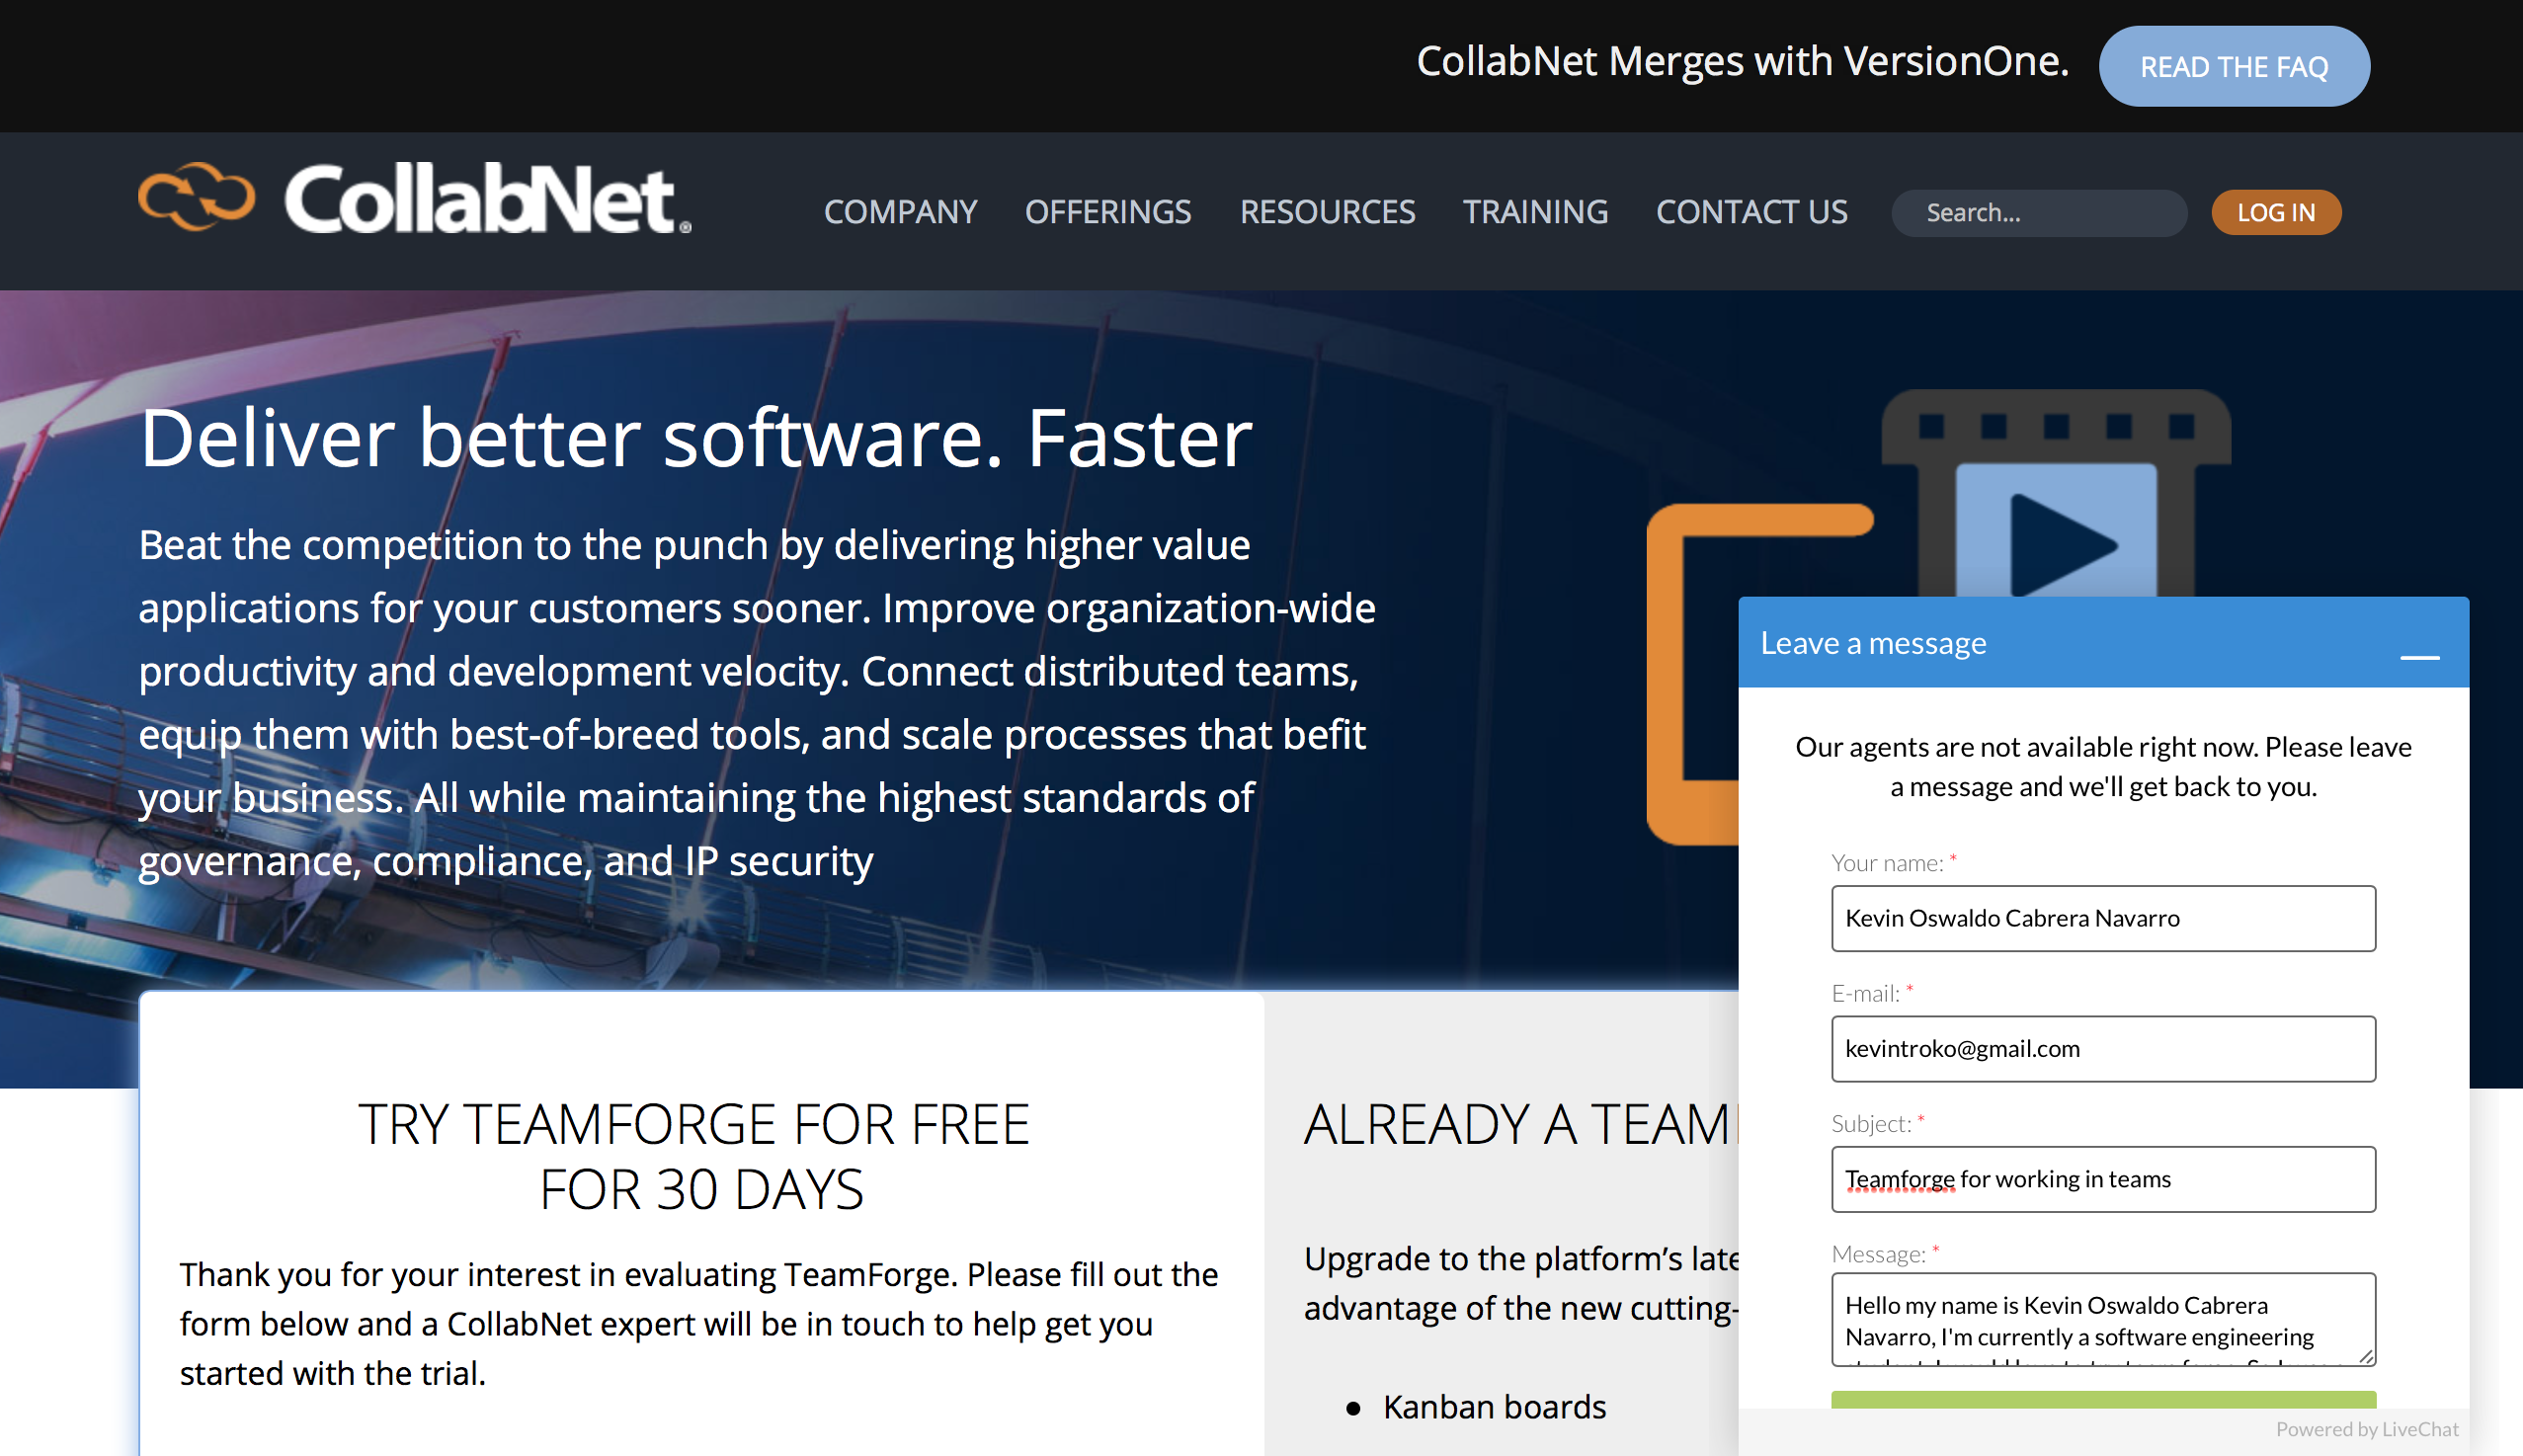 CollabNet Merges with VersionOne.
READ THE FAQ
CollabNet®
COMPANY
OFFERINGS
RESOURCES
TRAINING
CONTACT US
Search...
LOG IN
Deliver better software. Faster
Beat the competition to the punch by delivering higher value
applications for your customers sooner. Improve organization-wide
productivity and development velocity. Connect distributed teams,
equip them with best-of-breed tools, and scale processes that befit
your business. All while maintaining the highest standards of
governance, compliance, and IP security
TRY TEAMFORGE FOR FREE
FOR 30 DAYS
Thank you for your interest in evaluating TeamForge. Please fill out the
form below and a CollabNet expert will be in touch to help get you
started with the trial.
ALREADY A TEAM
Upgrade to the platform's late
advantage of the new cutting-
• Kanban boards
Leave a message
Our agents are not available right now. Please leave
a message and we'll get back to you.
Your name: *
Kevin Oswaldo Cabrera Navarro
E-mail: *
kevintroko@gmail.com
Subject: *
Teamforge for working in teams
Message: *
Hello my name is Kevin Oswaldo Cabrera
Navarro, I'm currently a software engineering
Powered by LiveChat